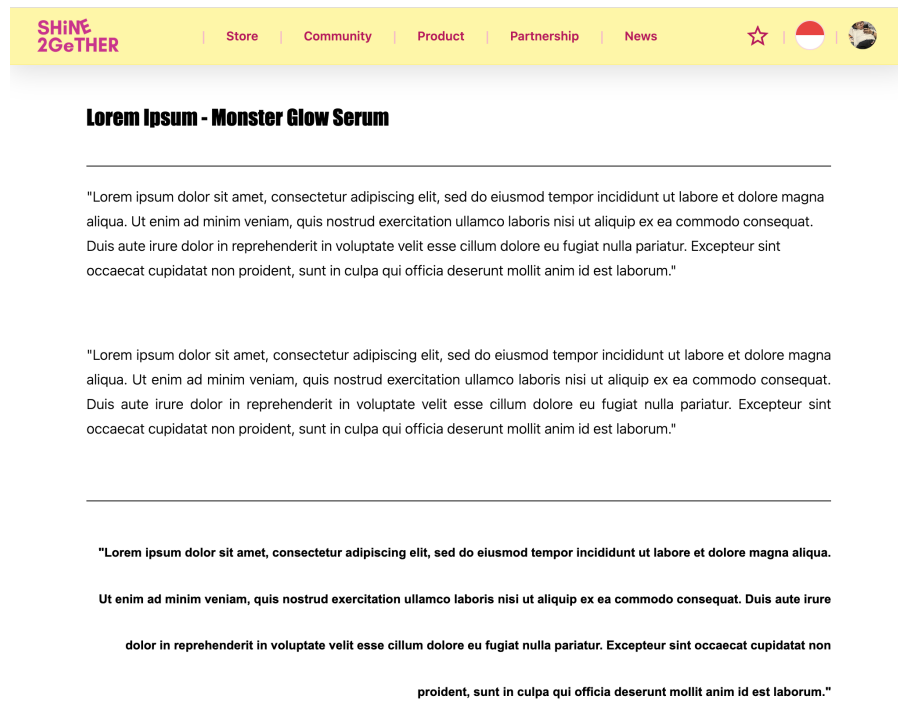 SHiNE
2GeTHER
| Store | Community | Product | Partnership | News | |
Lorem Ipsum - Monster Glow Serum
"Lorem ipsum dolor sit amet, consectetur adipiscing elit, sed do eiusmod tempor incididunt ut labore et dolore magna
aliqua. Ut enim ad minim veniam, quis nostrud exercitation ullamco laboris nisi ut aliquip ex ea commodo consequat.
Duis aute irure dolor in reprehenderit in voluptate velit esse cillum dolore eu fugiat nulla pariatur. Excepteur sint
occaecat cupidatat non proident, sunt in culpa qui officia deserunt mollit anim id est laborum."
"Lorem ipsum dolor sit amet, consectetur adipiscing elit, sed do eiusmod tempor incididunt ut labore et dolore magna
aliqua. Ut enim ad minim veniam, quis nostrud exercitation ullamco laboris nisi ut aliquip ex ea commodo consequat.
Duis aute irure dolor in reprehenderit in voluptate velit esse cillum dolore eu fugiat nulla pariatur. Excepteur sint
occaecat cupidatat non proident, sunt in culpa qui officia deserunt mollit anim id est laborum."
"Lorem ipsum dolor sit amet, consectetur adipiscing elit, sed do eiusmod tempor incididunt ut labore et dolore magna aliqua.
Ut enim ad minim veniam, quis nostrud exercitation ullamco laboris nisi ut aliquip ex ea commodo consequat. Duis aute irure
dolor in reprehenderit in voluptate velit esse cillum dolore eu fugiat nulla pariatur. Excepteur sint occaecat cupidatat non
proident, sunt in culpa qui officia deserunt mollit anim id est laborum."